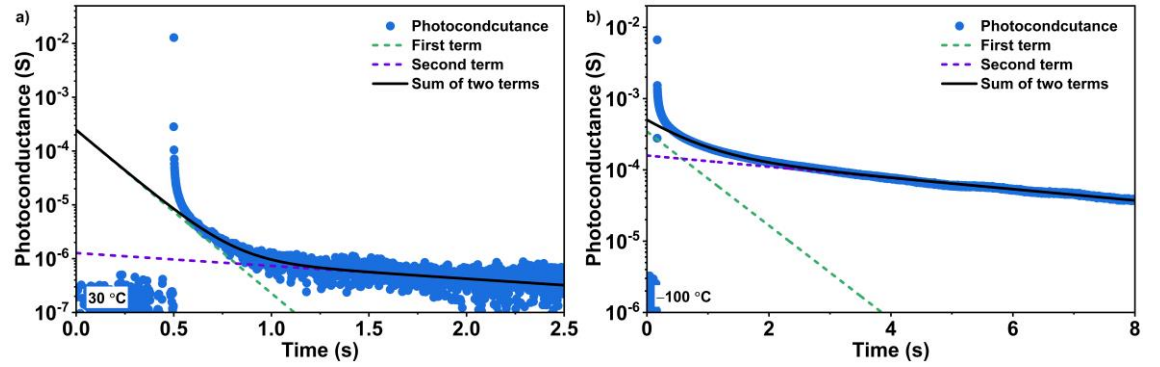 a)
Photocondcutance
First term
Second term
Sum of two terms
Photoconductance (S)
10⁻²
10⁻³
10⁻⁴
10⁻⁵
10⁻⁶
10⁻⁷
30 °C
0.0 0.5 1.0 1.5 2.0 2.5
Time (s)
b)
Photocondcutance
First term
Second term
Sum of two terms
Photoconductance (S)
10⁻²
10⁻³
10⁻⁴
10⁻⁵
10⁻⁶
−100 °C
0 2 4 6 8
Time (s)